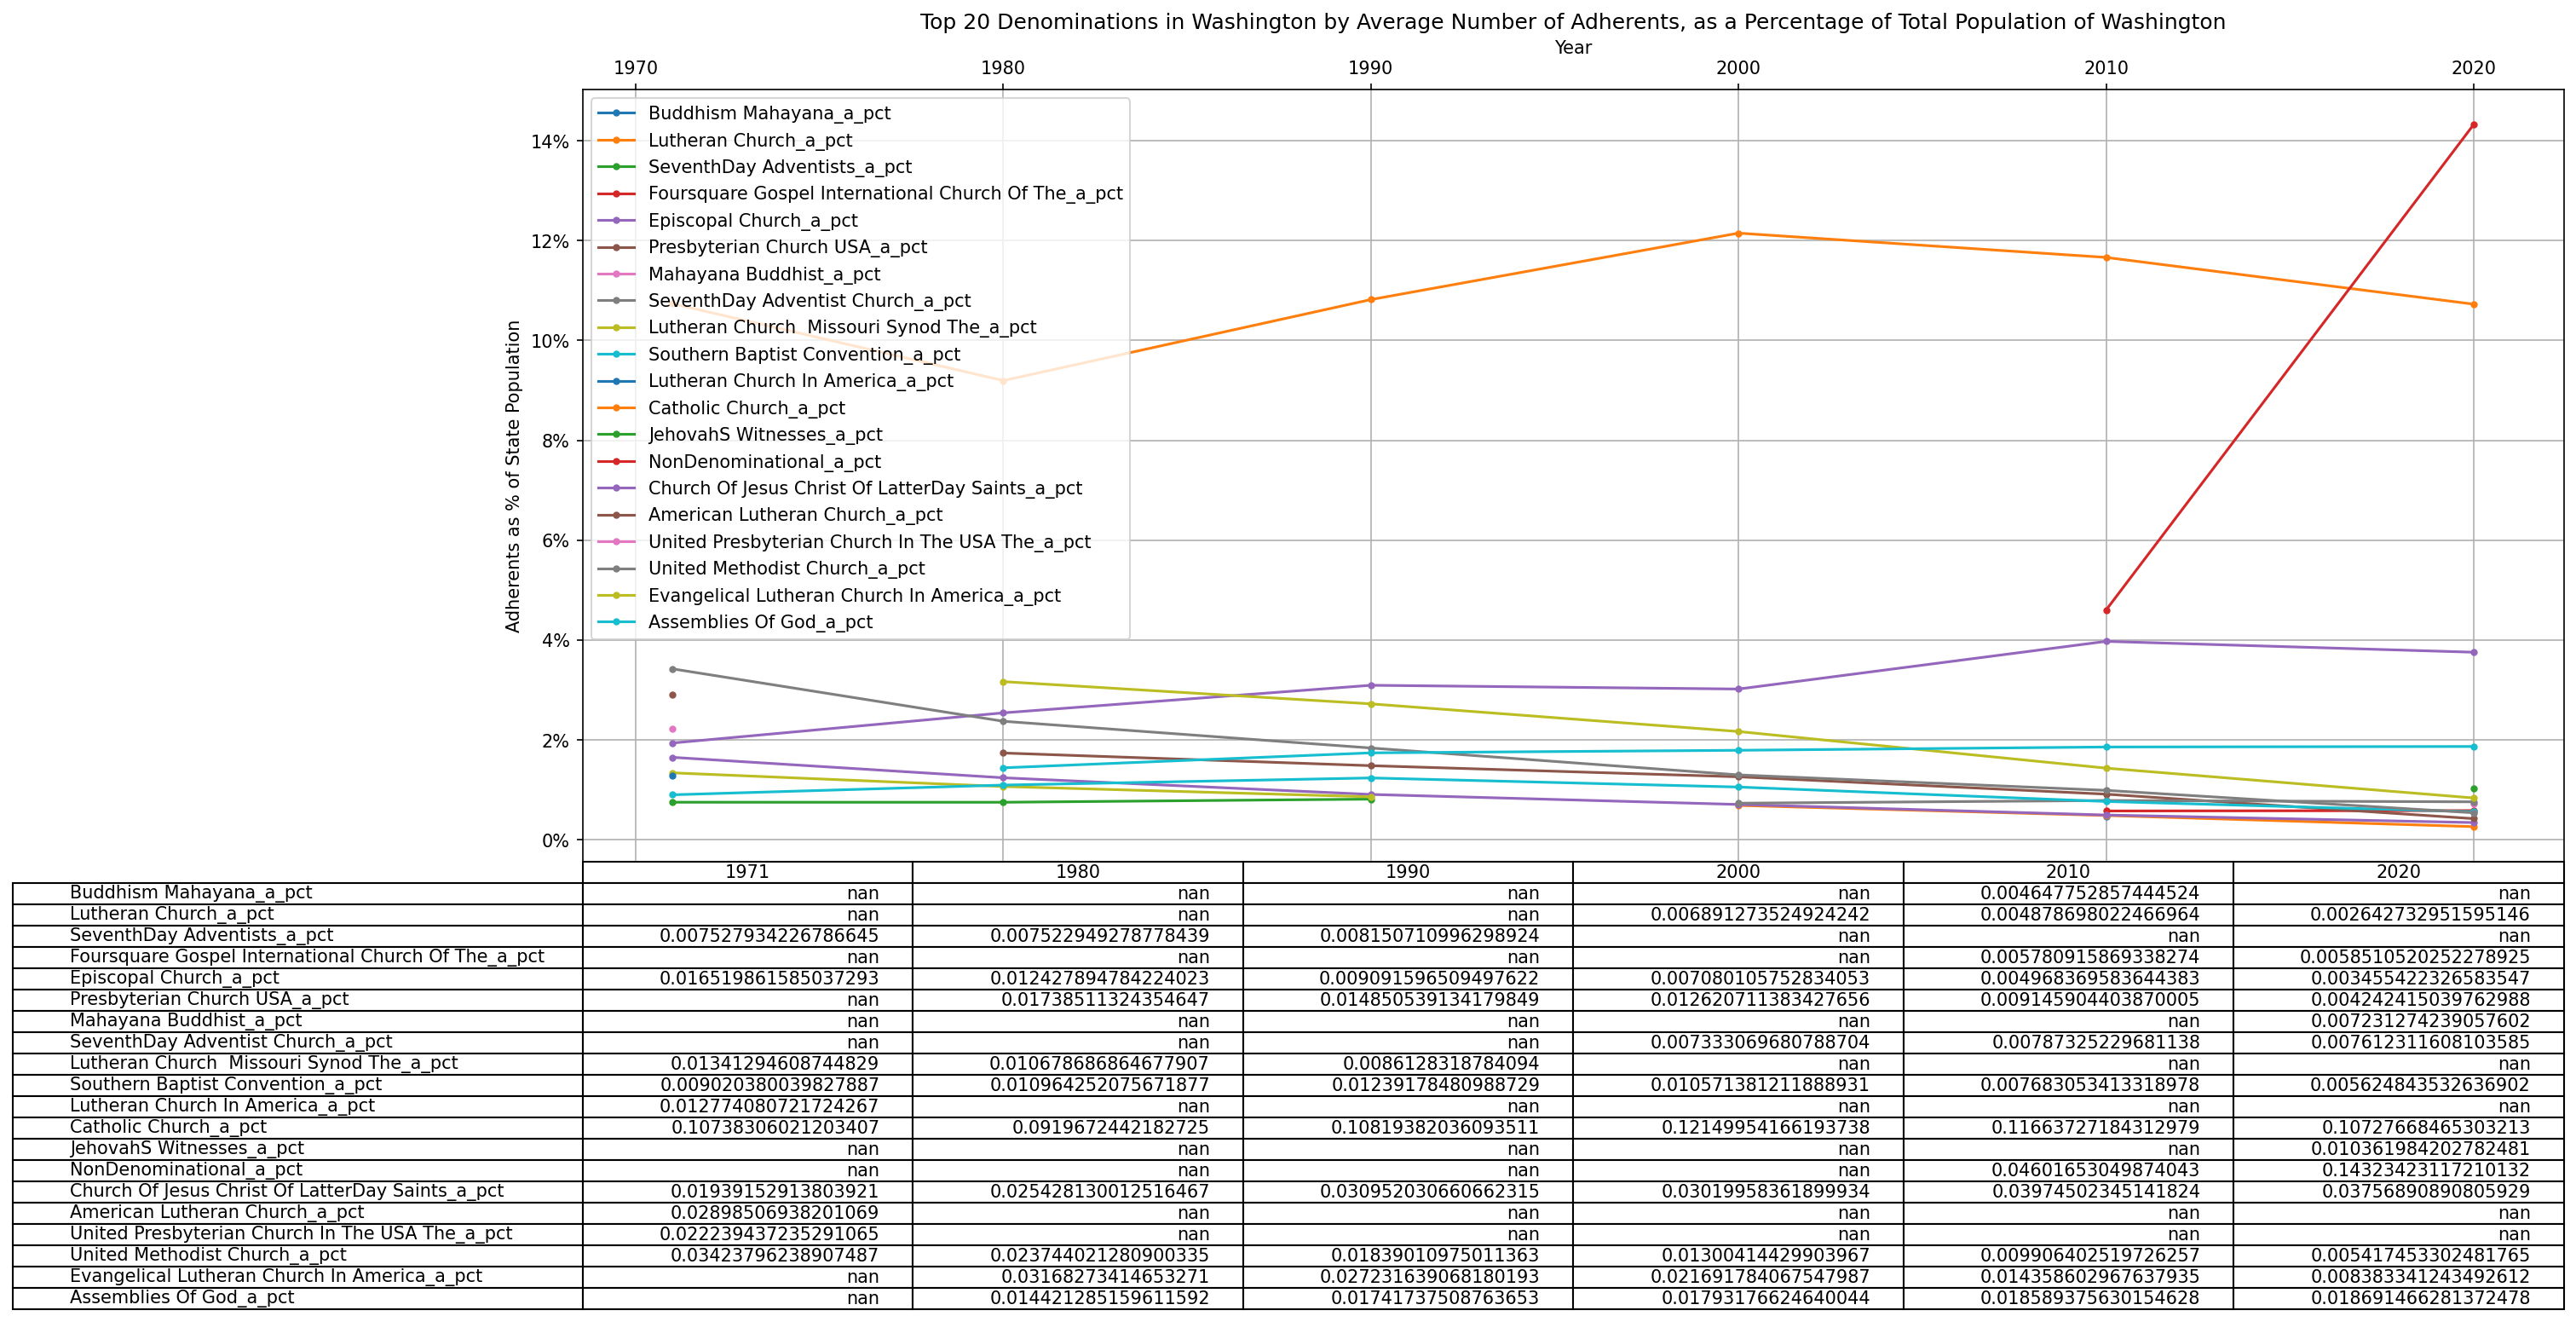 Top 20 Denominations in Washington by Average Number of Adherents, as a Percentage of Total Population of Washington
Year
1970 1980 1990 2000 2010 2020
Adherents as % of State Population
14%
12%
10%
8%
6%
4%
2%
0%
Buddhism Mahayana_a_pct
Lutheran Church_a_pct
SeventhDay Adventists_a_pct
Foursquare Gospel International Church Of The_a_pct
Episcopal Church_a_pct
Presbyterian Church USA_a_pct
Mahayana Buddhist_a_pct
SeventhDay Adventist Church_a_pct
Lutheran Church  Missouri Synod The_a_pct
Southern Baptist Convention_a_pct
Lutheran Church In America_a_pct
Catholic Church_a_pct
JehovahS Witnesses_a_pct
NonDenominational_a_pct
Church Of Jesus Christ Of LatterDay Saints_a_pct
American Lutheran Church_a_pct
United Presbyterian Church In The USA The_a_pct
United Methodist Church_a_pct
Evangelical Lutheran Church In America_a_pct
Assemblies Of God_a_pct
1971 1980 1990 2000 2010 2020
Buddhism Mahayana_a_pct nan nan nan nan 0.004647752857444524 nan
Lutheran Church_a_pct nan nan nan 0.006891273524924242 0.004878698022466964 0.002642732951595146
SeventhDay Adventists_a_pct 0.007527934226786645 0.007522949278778439 0.008150710996298924 nan nan nan
Foursquare Gospel International Church Of The_a_pct nan nan nan nan 0.005780915869338274 0.0058510520252278925
Episcopal Church_a_pct 0.016519861585037293 0.012427894784224023 0.009091596509497622 0.007080105752834053 0.004968369583644383 0.003455422326583547
Presbyterian Church USA_a_pct nan 0.01738511324354647 0.014850539134179849 0.012620711383427656 0.009145904403870005 0.004242415039762988
Mahayana Buddhist_a_pct nan nan nan nan nan 0.007231274239057602
SeventhDay Adventist Church_a_pct nan nan nan 0.007333069680788704 0.00787325229681138 0.007612311608103585
Lutheran Church  Missouri Synod The_a_pct 0.01341294608744829 0.010678686864677907 0.0086128318784094 nan nan nan
Southern Baptist Convention_a_pct 0.009020380039827887 0.010964252075671877 0.01239178480988729 0.010571381211888931 0.007683053413318978 0.005624843532636902
Lutheran Church In America_a_pct 0.012774080721724267 nan nan nan nan nan
Catholic Church_a_pct 0.10738306021203407 0.0919672442182725 0.10819382036093511 0.12149954166193738 0.11663727184312979 0.10727668465303213
JehovahS Witnesses_a_pct nan nan nan nan nan 0.010361984202782481
NonDenominational_a_pct nan nan nan nan 0.04601653049874043 0.14323423117210132
Church Of Jesus Christ Of LatterDay Saints_a_pct 0.01939152913803921 0.025428130012516467 0.030952030660662315 0.03019958361899934 0.03974502345141824 0.03756890890805929
American Lutheran Church_a_pct 0.02898506938201069 nan nan nan nan nan
United Presbyterian Church In The USA The_a_pct 0.022239437235291065 nan nan nan nan nan
United Methodist Church_a_pct 0.03423796238907487 0.023744021280900335 0.01839010975011363 0.01300414429903967 0.009906402519726257 0.005417453302481765
Evangelical Lutheran Church In America_a_pct nan 0.03168273414653271 0.027231639068180193 0.021691784067547987 0.014358602967637935 0.008383341243492612
Assemblies Of God_a_pct nan 0.014421285159611592 0.01741737508763653 0.01793176624640044 0.018589375630154628 0.018691466281372478